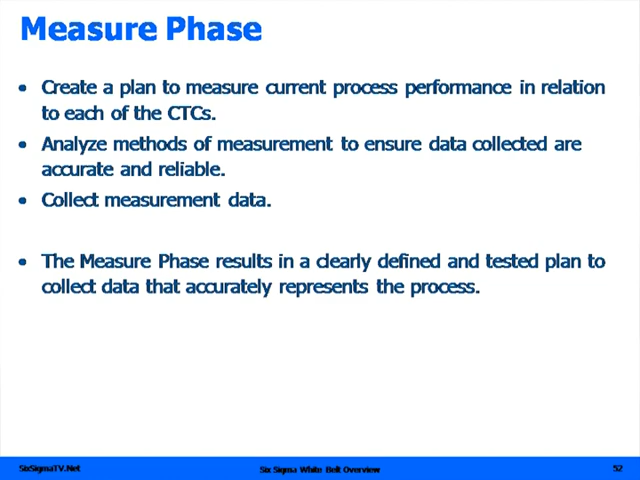 Measure Phase
• Create a plan to measure current process performance in relation
to each of the CTCs.
• Analyze methods of measurement to ensure data collected are
accurate and reliable.
• Collect measurement data.
• The Measure Phase results in a clearly defined and tested plan to
collect data that accurately represents the process.
SixSigmaTV.Net Six Sigma White Belt Overview 52